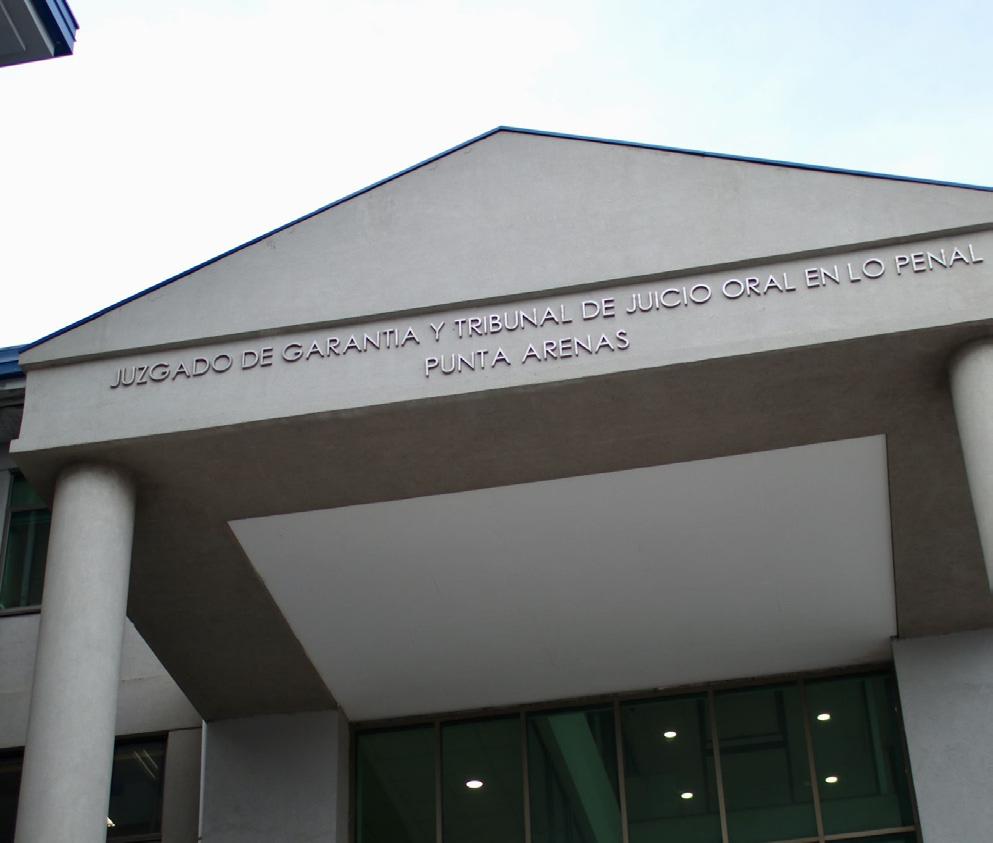 JUZGADO DE GARANTIA Y TRIBUNAL DE JUICIO ORAL EN LO PENAL
PUNTA ARENAS